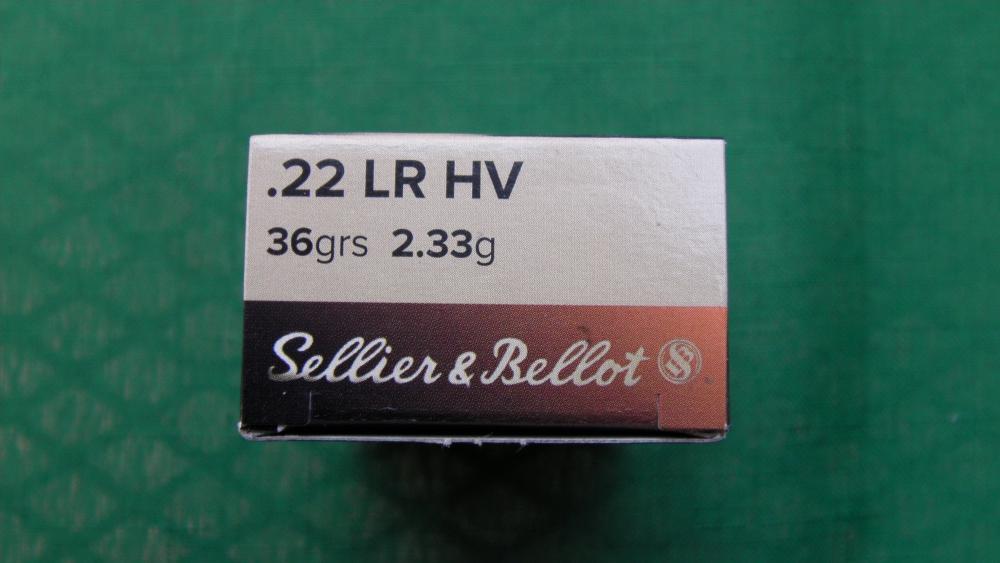 .22 LR HV
36grs 2.33g
Sellier & Bellot